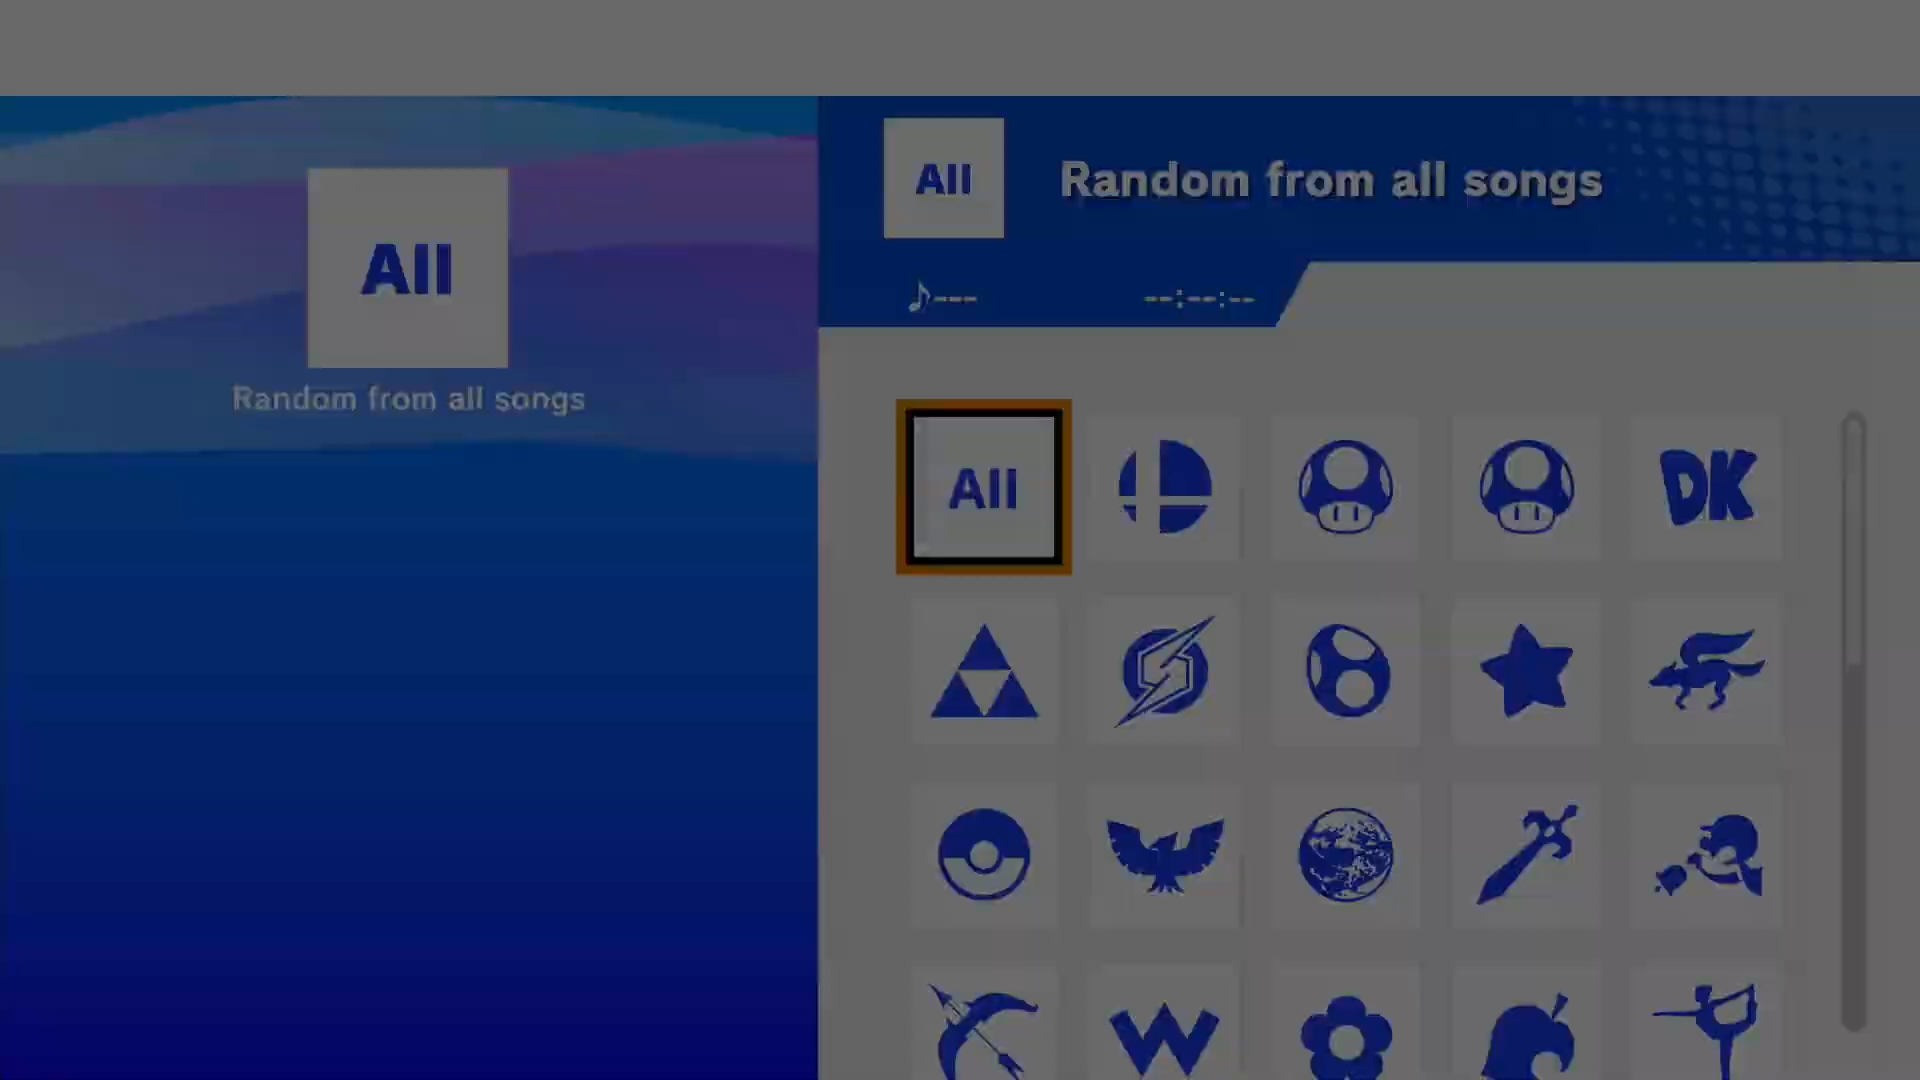 All
Random from all songs
All
Random from all songs
♪---
--:--:--
All
DK